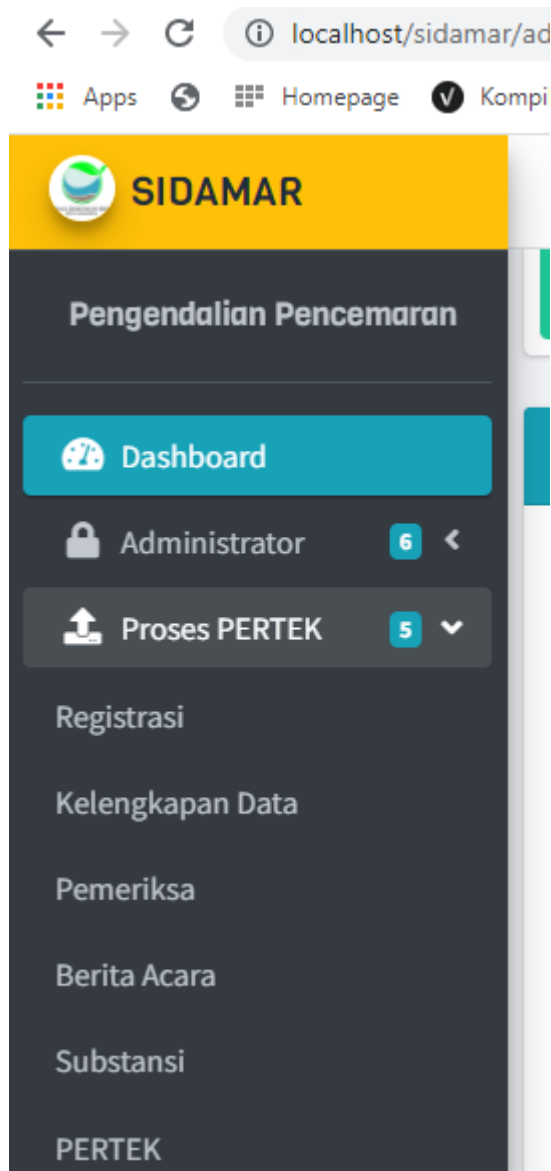 localhost/sidamar/ad
Apps Homepage Kompi
SIDAMAR
Pengendalian Pencemaran
Dashboard
Administrator 6
Proses PERTEK 5
Registrasi
Kelengkapan Data
Pemeriksa
Berita Acara
Substansi
PERTEK